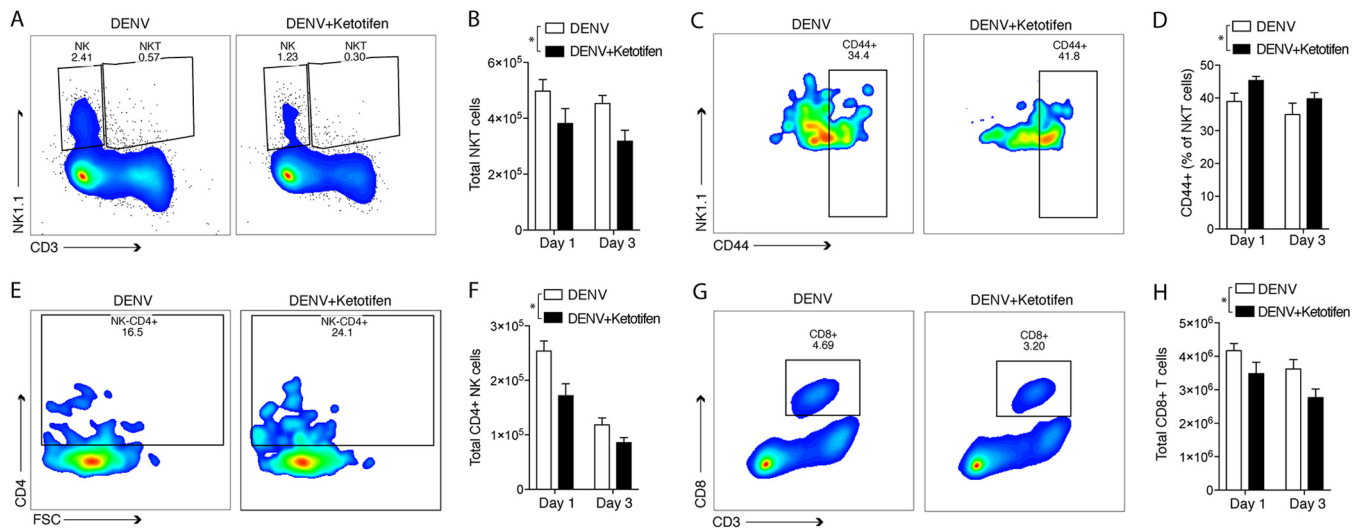 A
DENV
DENV+Ketotifen
NK
2.41
NKT
0.57
NK
1.23
NKT
0.30
NK1.1
CD3
B
*
DENV
DENV+Ketotifen
Total NKT cells
6×10⁵
4×10⁵
2×10⁵
0
Day 1
Day 3
C
DENV
DENV+Ketotifen
CD44+
34.4
CD44+
41.8
NK1.1
CD44
D
*
DENV
DENV+Ketotifen
CD44+ (% of NKT cells)
50
40
30
20
10
0
Day 1
Day 3
E
DENV
DENV+Ketotifen
NK-CD4+
16.5
NK-CD4+
24.1
CD4
FSC
F
*
DENV
DENV+Ketotifen
Total CD4+ NK cells
3×10⁵
2×10⁵
1×10⁵
0
Day 1
Day 3
G
DENV
DENV+Ketotifen
CD8+
4.69
CD8+
3.20
CD8
CD3
H
*
DENV
DENV+Ketotifen
Total CD8+ T cells
5×10⁶
4×10⁶
3×10⁶
2×10⁶
1×10⁶
0
Day 1
Day 3